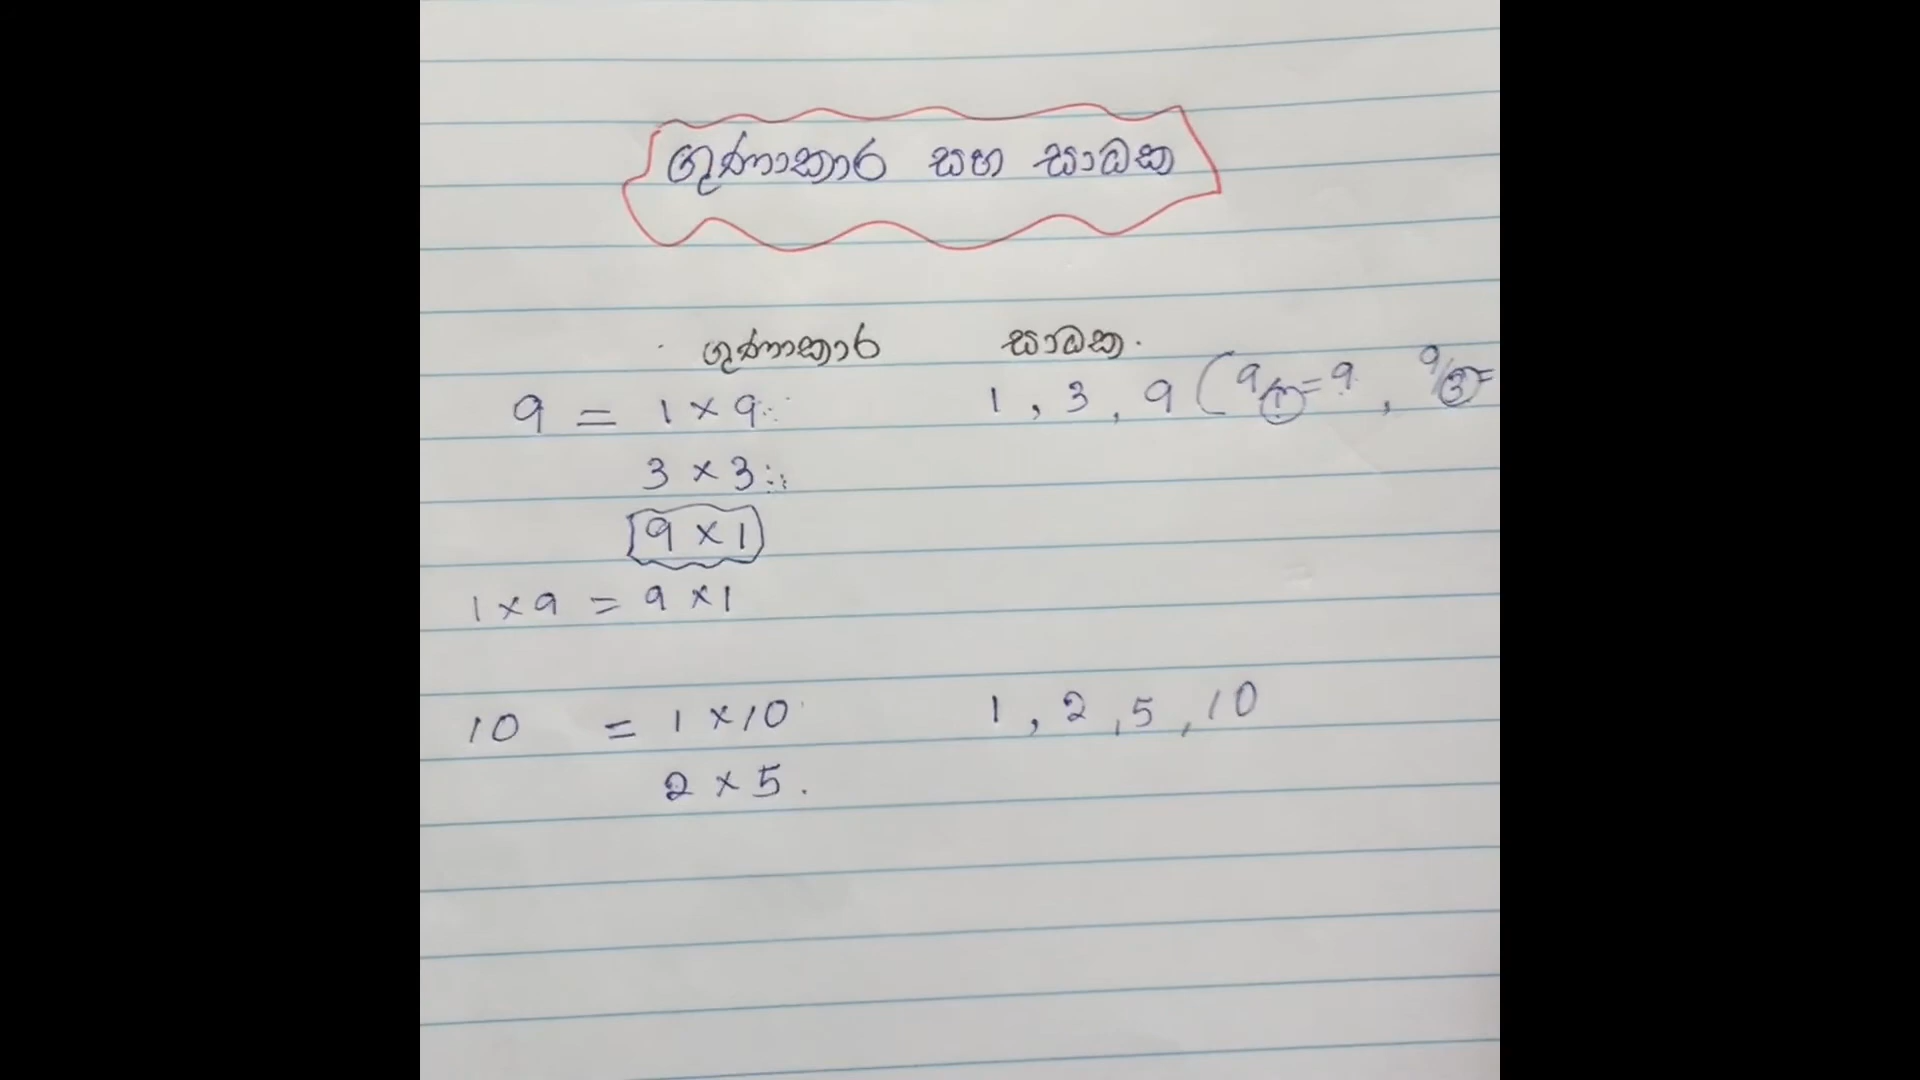 ගුණාකාර සහ සාධක
ගුණාකාර සාධක.
9 = 1 × 9 1, 3, 9 ( 9/1 = 9, 9/3 =
3 × 3
9 × 1
1 × 9 = 9 × 1
10 = 1 × 10 1, 2, 5, 10
2 × 5.